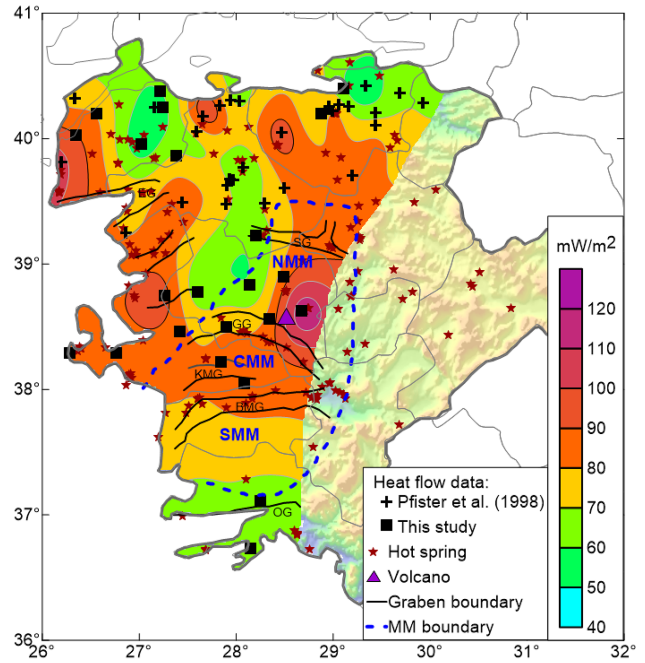 41°
40°
39°
38°
37°
36°
26°
27°
28°
29°
30°
31°
32°
EG
SG
NMM
GG
CMM
KMG
BMG
SMM
OG
mW/m2
120
110
100
90
80
70
60
50
40
Heat flow data:
Pfister et al. (1998)
This study
Hot spring
Volcano
Graben boundary
MM boundary